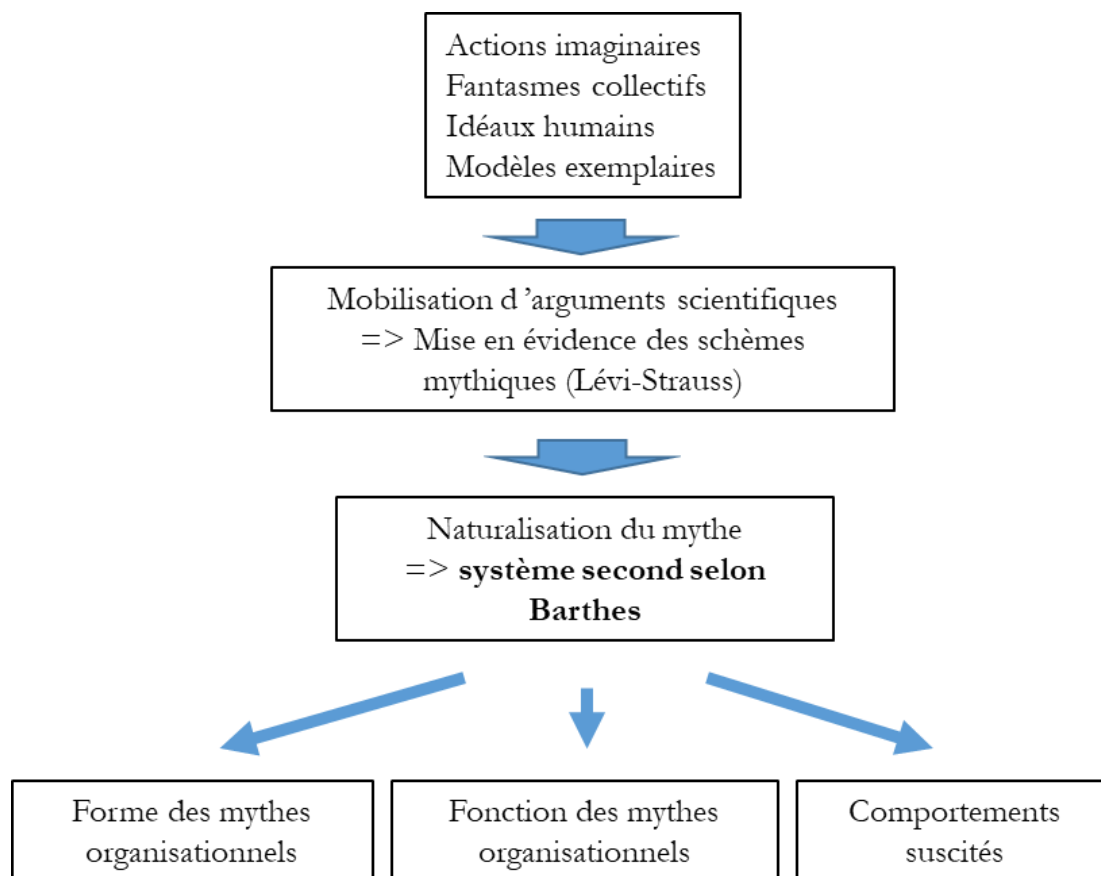 Actions imaginaires
Fantasmes collectifs
Idéaux humains
Modèles exemplaires
Mobilisation d ’arguments scientifiques
=> Mise en évidence des schèmes
mythiques (Lévi-Strauss)
Naturalisation du mythe
=> système second selon
Barthes
Forme des mythes
organisationnels
Fonction des mythes
organisationnels
Comportements
suscités